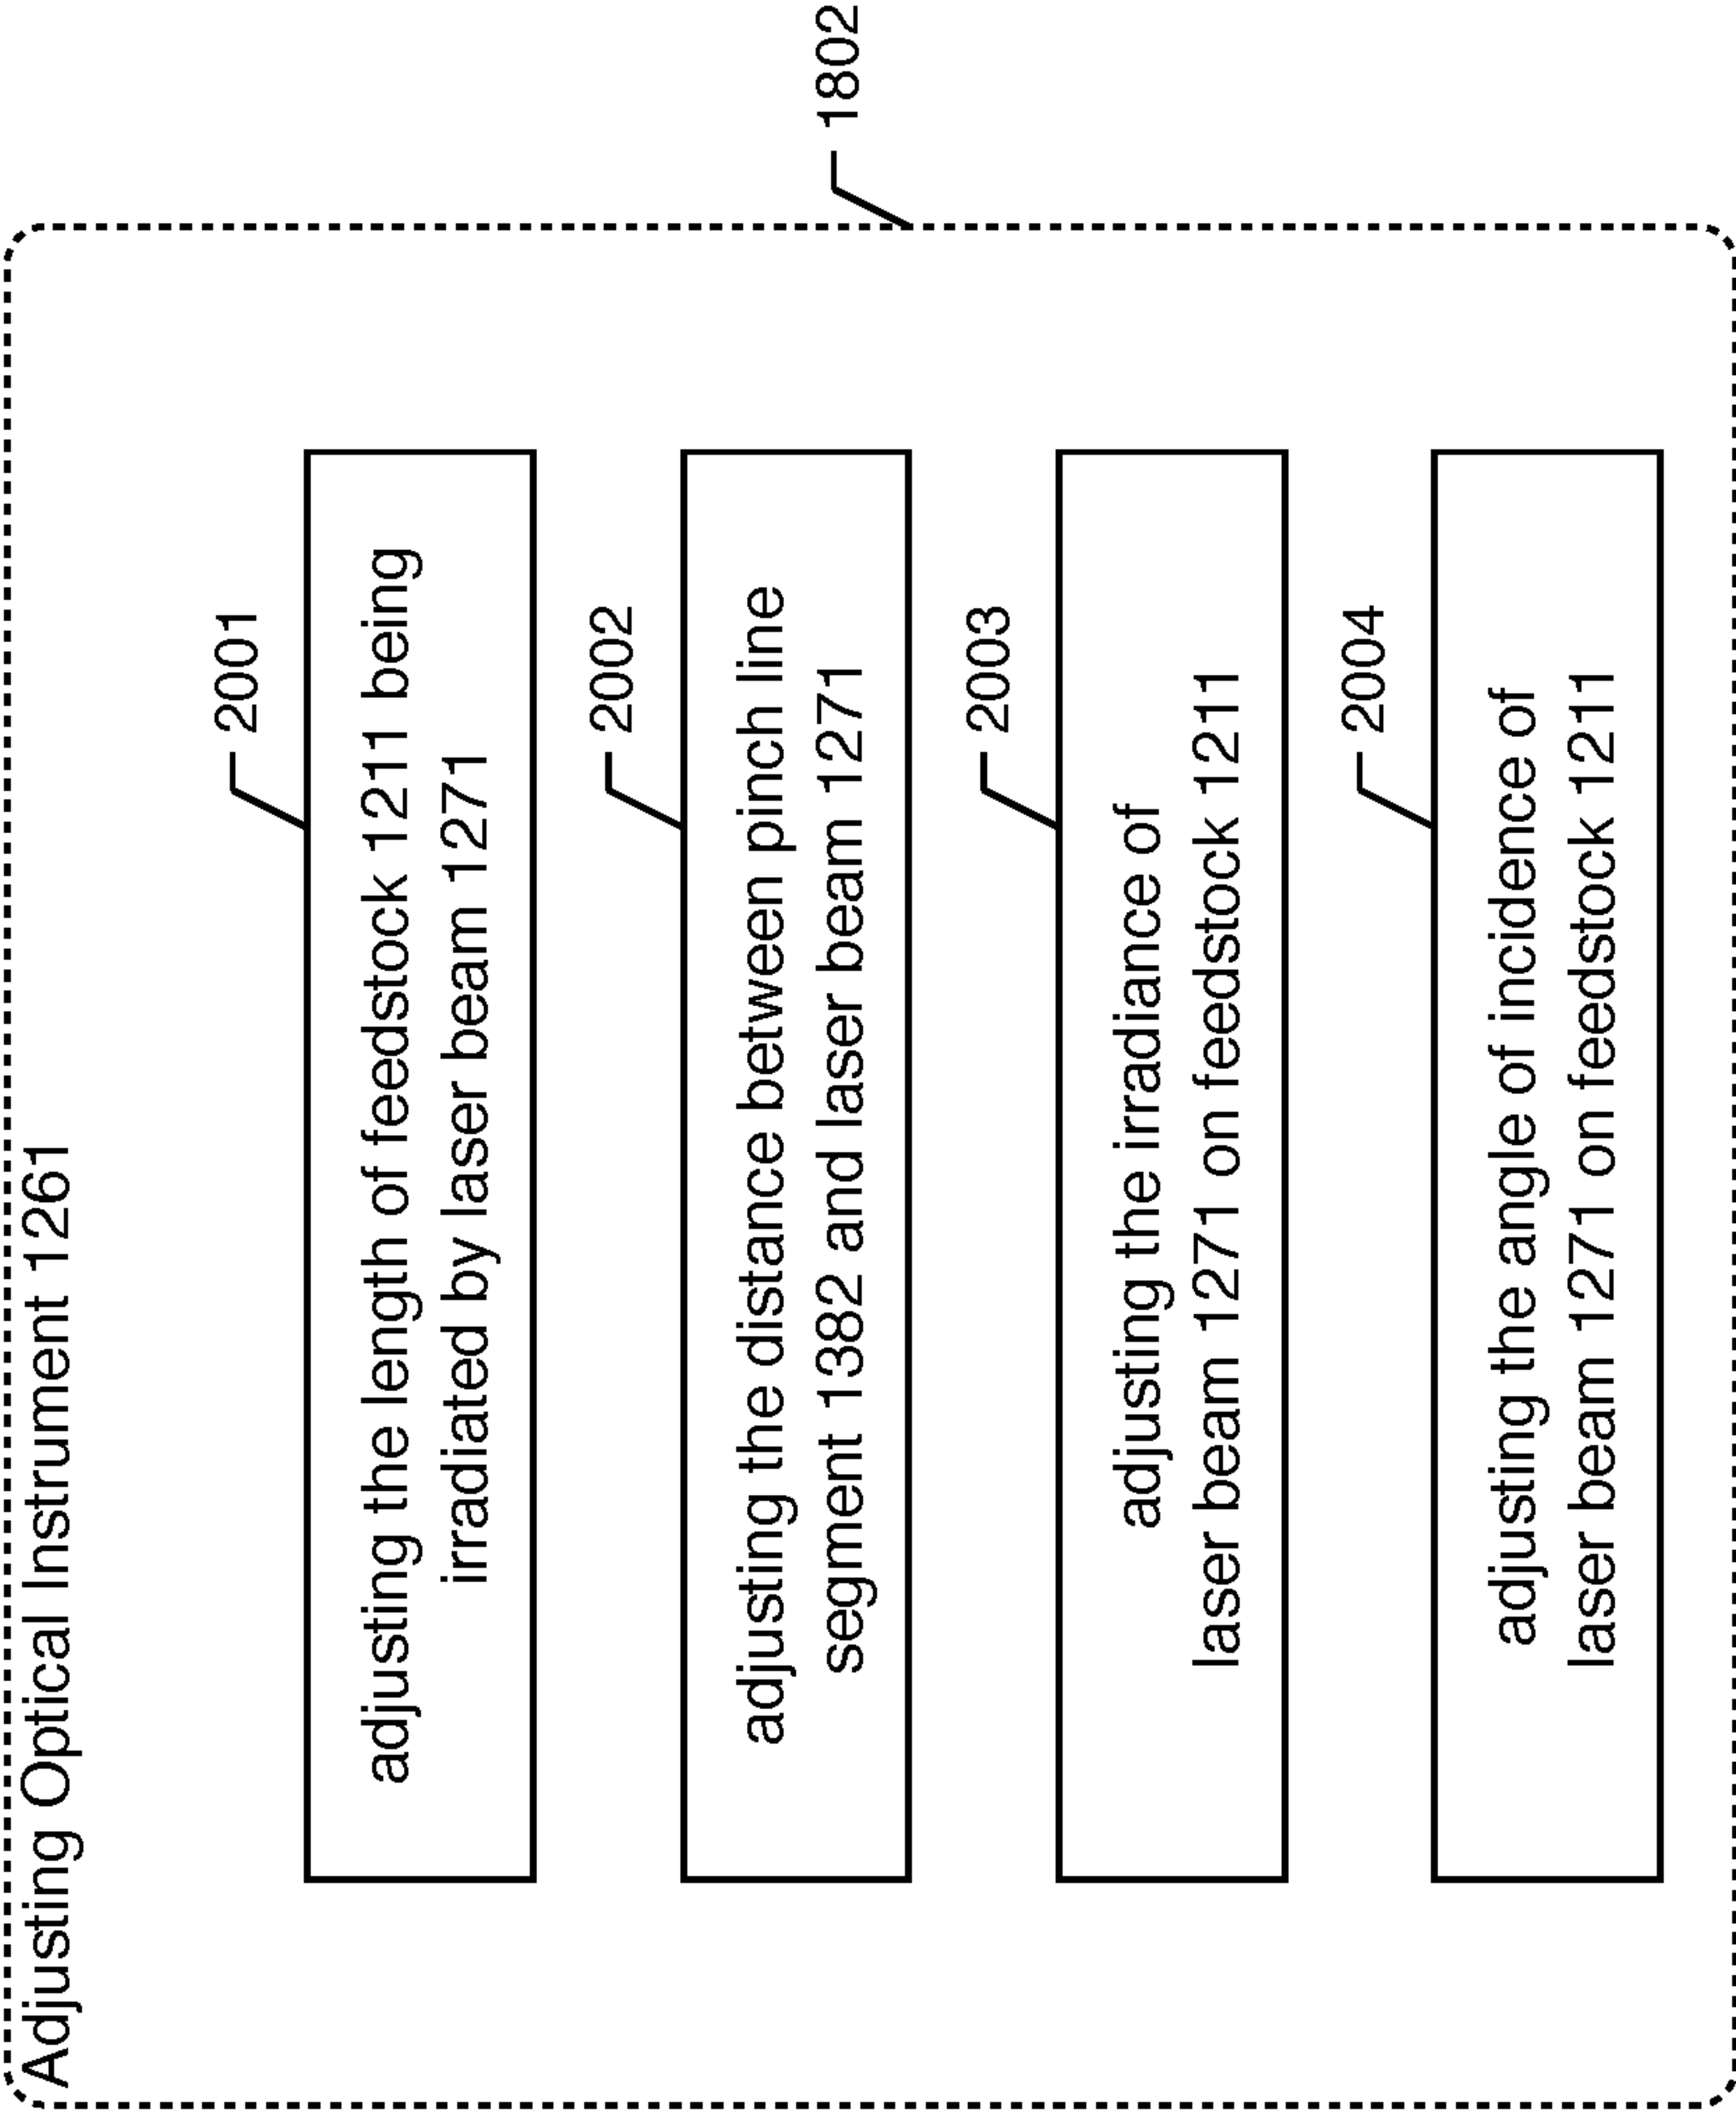 Adjusting Optical Instrument 1261
1802
2001
adjusting the length of feedstock 1211 being
irradiated by laser beam 1271
2002
adjusting the distance between pinch line
segment 1382 and laser beam 1271
2003
adjusting the irradiance of
laser beam 1271 on feedstock 1211
2004
adjusting the angle of incidence of
laser beam 1271 on feedstock 1211